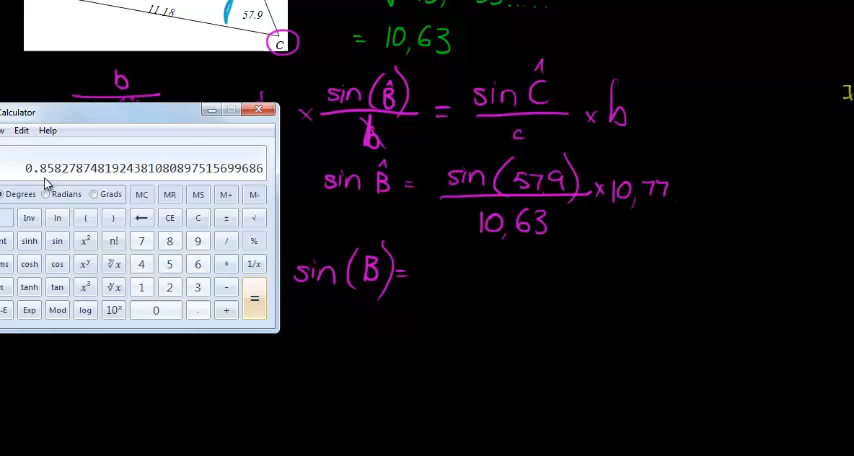 11.18
57.9
C
= 10,63
b
× sin(B̂)/b = sin Ĉ/c × b
sin B̂ = sin(57,9)/10,63 × 10,77
sin(B) =
Calculator
Edit Help
0.85827874819243810808975156996​86
Degrees Radians Grads MC MR MS M+ M-
Inv ln ( ) ← CE C ± √
sinh sin x² n! 7 8 9 / %
cosh cos xʸ ʸ√x 4 5 6 * 1/x
tanh tan x³ ³√x 1 2 3 - =
Exp Mod log 10ˣ 0 . +